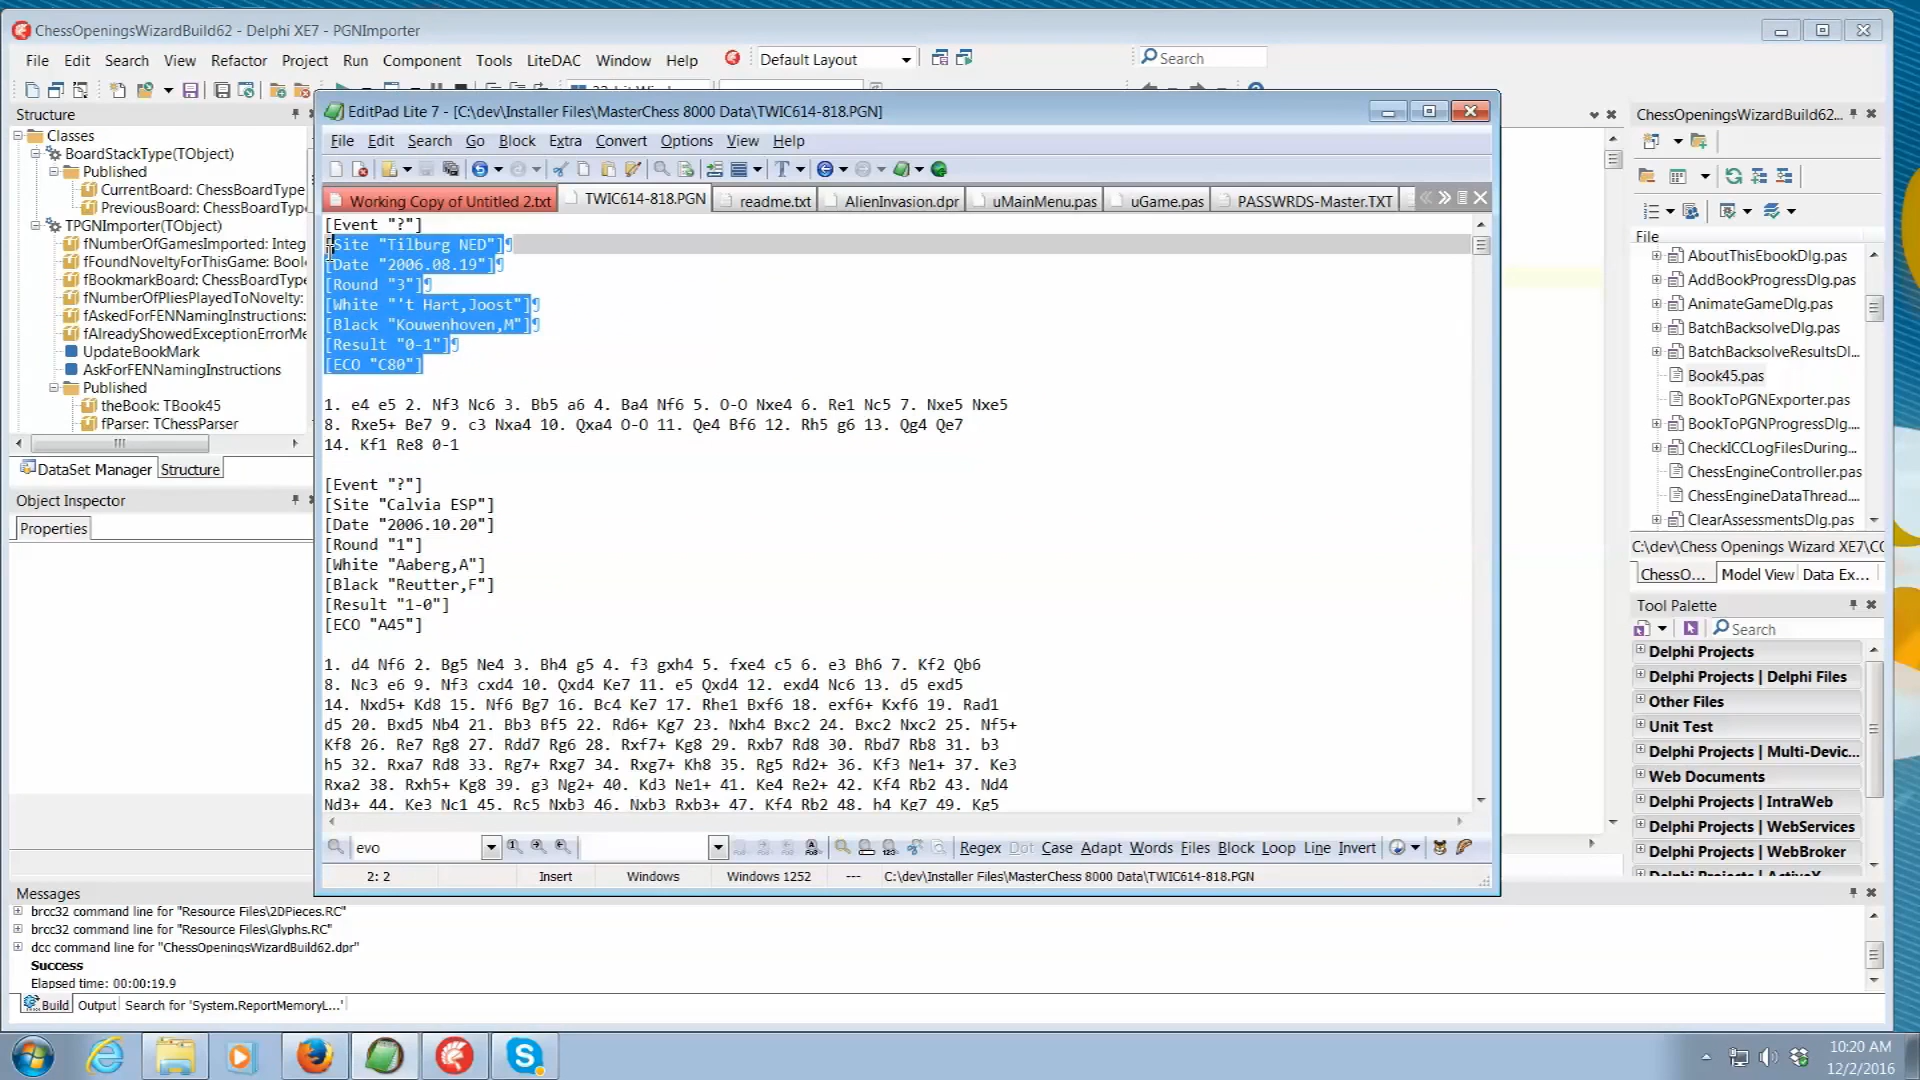 ChessOpeningsWizardBuild62 - Delphi XE7 - PGNImporter
File Edit Search View Refactor Project Run Component Tools LiteDAC Window Help
Default Layout
Search
Structure
Classes
BoardStackType(TObject)
Published
CurrentBoard: ChessBoardType
PreviousBoard: ChessBoardTyp
TPGNImporter(TObject)
fNumberOfGamesImported: Integ
fFoundNoveltyForThisGame: Bool
fBookmarkBoard: ChessBoardTyp
fNumberOfPliesPlayedToNovelty:
fAskedForFENNamingInstructions:
fAlreadyShowedExceptionErrorMe
UpdateBookMark
AskForFENNamingInstructions
Published
theBook: TBook45
fParser: TChessParser
DataSet Manager Structure
Object Inspector
Properties
EditPad Lite 7 - [C:\dev\Installer Files\MasterChess 8000 Data\TWIC614-818.PGN]
File Edit Search Go Block Extra Convert Options View Help
Working Copy of Untitled 2.txt TWIC614-818.PGN readme.txt AlienInvasion.dpr uMainMenu.pas uGame.pas PASSWRDS-Master.TXT
[Event "?"]
[Site "Tilburg NED"]¶
[Date "2006.08.19"]¶
[Round "3"]¶
[White "'t Hart,Joost"]¶
[Black "Kouwenhoven,M"]¶
[Result "0-1"]¶
[ECO "C80"]
1. e4 e5 2. Nf3 Nc6 3. Bb5 a6 4. Ba4 Nf6 5. O-O Nxe4 6. Re1 Nc5 7. Nxe5 Nxe5
8. Rxe5+ Be7 9. c3 Nxa4 10. Qxa4 O-O 11. Qe4 Bf6 12. Rh5 g6 13. Qg4 Qe7
14. Kf1 Re8 0-1
[Event "?"]
[Site "Calvia ESP"]
[Date "2006.10.20"]
[Round "1"]
[White "Aaberg,A"]
[Black "Reutter,F"]
[Result "1-0"]
[ECO "A45"]
1. d4 Nf6 2. Bg5 Ne4 3. Bh4 g5 4. f3 gxh4 5. fxe4 c5 6. e3 Bh6 7. Kf2 Qb6
8. Nc3 e6 9. Nf3 cxd4 10. Qxd4 Ke7 11. e5 Qxd4 12. exd4 Nc6 13. d5 exd5
14. Nxd5+ Kd8 15. Nf6 Bg7 16. Bc4 Ke7 17. Rhe1 Bxf6 18. exf6+ Kxf6 19. Rad1
d5 20. Bxd5 Nb4 21. Bb3 Bf5 22. Rd6+ Kg7 23. Nxh4 Bxc2 24. Bxc2 Nxc2 25. Nf5+
Kf8 26. Re7 Rg8 27. Rdd7 Rg6 28. Rxf7+ Kg8 29. Rxb7 Rd8 30. Rbd7 Rb8 31. b3
h5 32. Rxa7 Rd8 33. Rg7+ Rxg7 34. Rxg7+ Kh8 35. Rg5 Rd2+ 36. Kf3 Ne1+ 37. Ke3
Rxa2 38. Rxh5+ Kg8 39. g3 Ng2+ 40. Kd3 Ne1+ 41. Ke4 Re2+ 42. Kf4 Rb2 43. Nd4
Nd3+ 44. Ke3 Nc1 45. Rc5 Nxb3 46. Nxb3 Rxb3+ 47. Kf4 Rb2 48. h4 Kg7 49. Kg5
evo
Regex Dot Case Adapt Words Files Block Loop Line Invert
2: 2 Insert Windows Windows 1252 --- C:\dev\Installer Files\MasterChess 8000 Data\TWIC614-818.PGN
ChessOpeningsWizardBuild62...
File
AboutThisEbookDlg.pas
AddBookProgressDlg.pas
AnimateGameDlg.pas
BatchBacksolveDlg.pas
BatchBacksolveResultsDl...
Book45.pas
BookToPGNExporter.pas
BookToPGNProgressDlg....
CheckICCLogFilesDuring...
ChessEngineController.pas
ChessEngineDataThread....
ClearAssessmentsDlg.pas
C:\dev\Chess Openings Wizard XE7\CO
ChessO... Model View Data Ex...
Tool Palette
Search
Delphi Projects
Delphi Projects | Delphi Files
Other Files
Unit Test
Delphi Projects | Multi-Devic...
Web Documents
Delphi Projects | IntraWeb
Delphi Projects | WebServices
Delphi Projects | WebBroker
Delphi Projects | ActiveX
Messages
brcc32 command line for "Resource Files\2DPieces.RC"
brcc32 command line for "Resource Files\Glyphs.RC"
dcc command line for "ChessOpeningsWizardBuild62.dpr"
Success
Elapsed time: 00:00:19.9
Build Output Search for 'System.ReportMemoryL...'
10:20 AM
12/2/2016